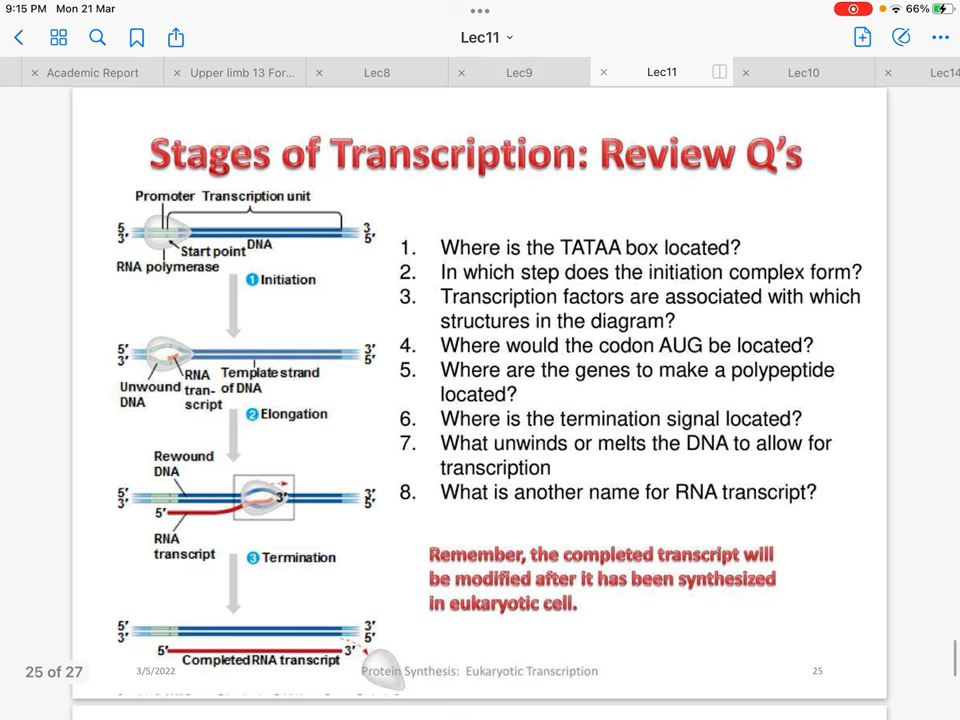 9:15 PM Mon 21 Mar
66%
Lec11
Academic Report
Upper limb 13 For...
Lec8
Lec9
Lec11
Lec10
Lec14
Stages of Transcription: Review Q's
Promoter Transcription unit
5 3
3' 5'
DNA
Start point
RNA polymerase
1 Initiation
5' 3'
3' 5'
RNA Template strand
Unwound tran- of DNA
DNA script
2 Elongation
Rewound
DNA
5' 3' 3'
3' 5'
5'
RNA
transcript
3 Termination
5' 3'
3' 5'
5' 3'
Completed RNA transcript
1. Where is the TATAA box located?
2. In which step does the initiation complex form?
3. Transcription factors are associated with which
structures in the diagram?
4. Where would the codon AUG be located?
5. Where are the genes to make a polypeptide
located?
6. Where is the termination signal located?
7. What unwinds or melts the DNA to allow for
transcription
8. What is another name for RNA transcript?
Remember, the completed transcript will
be modified after it has been synthesized
in eukaryotic cell.
25 of 27
3/5/2022
Protein Synthesis: Eukaryotic Transcription
25